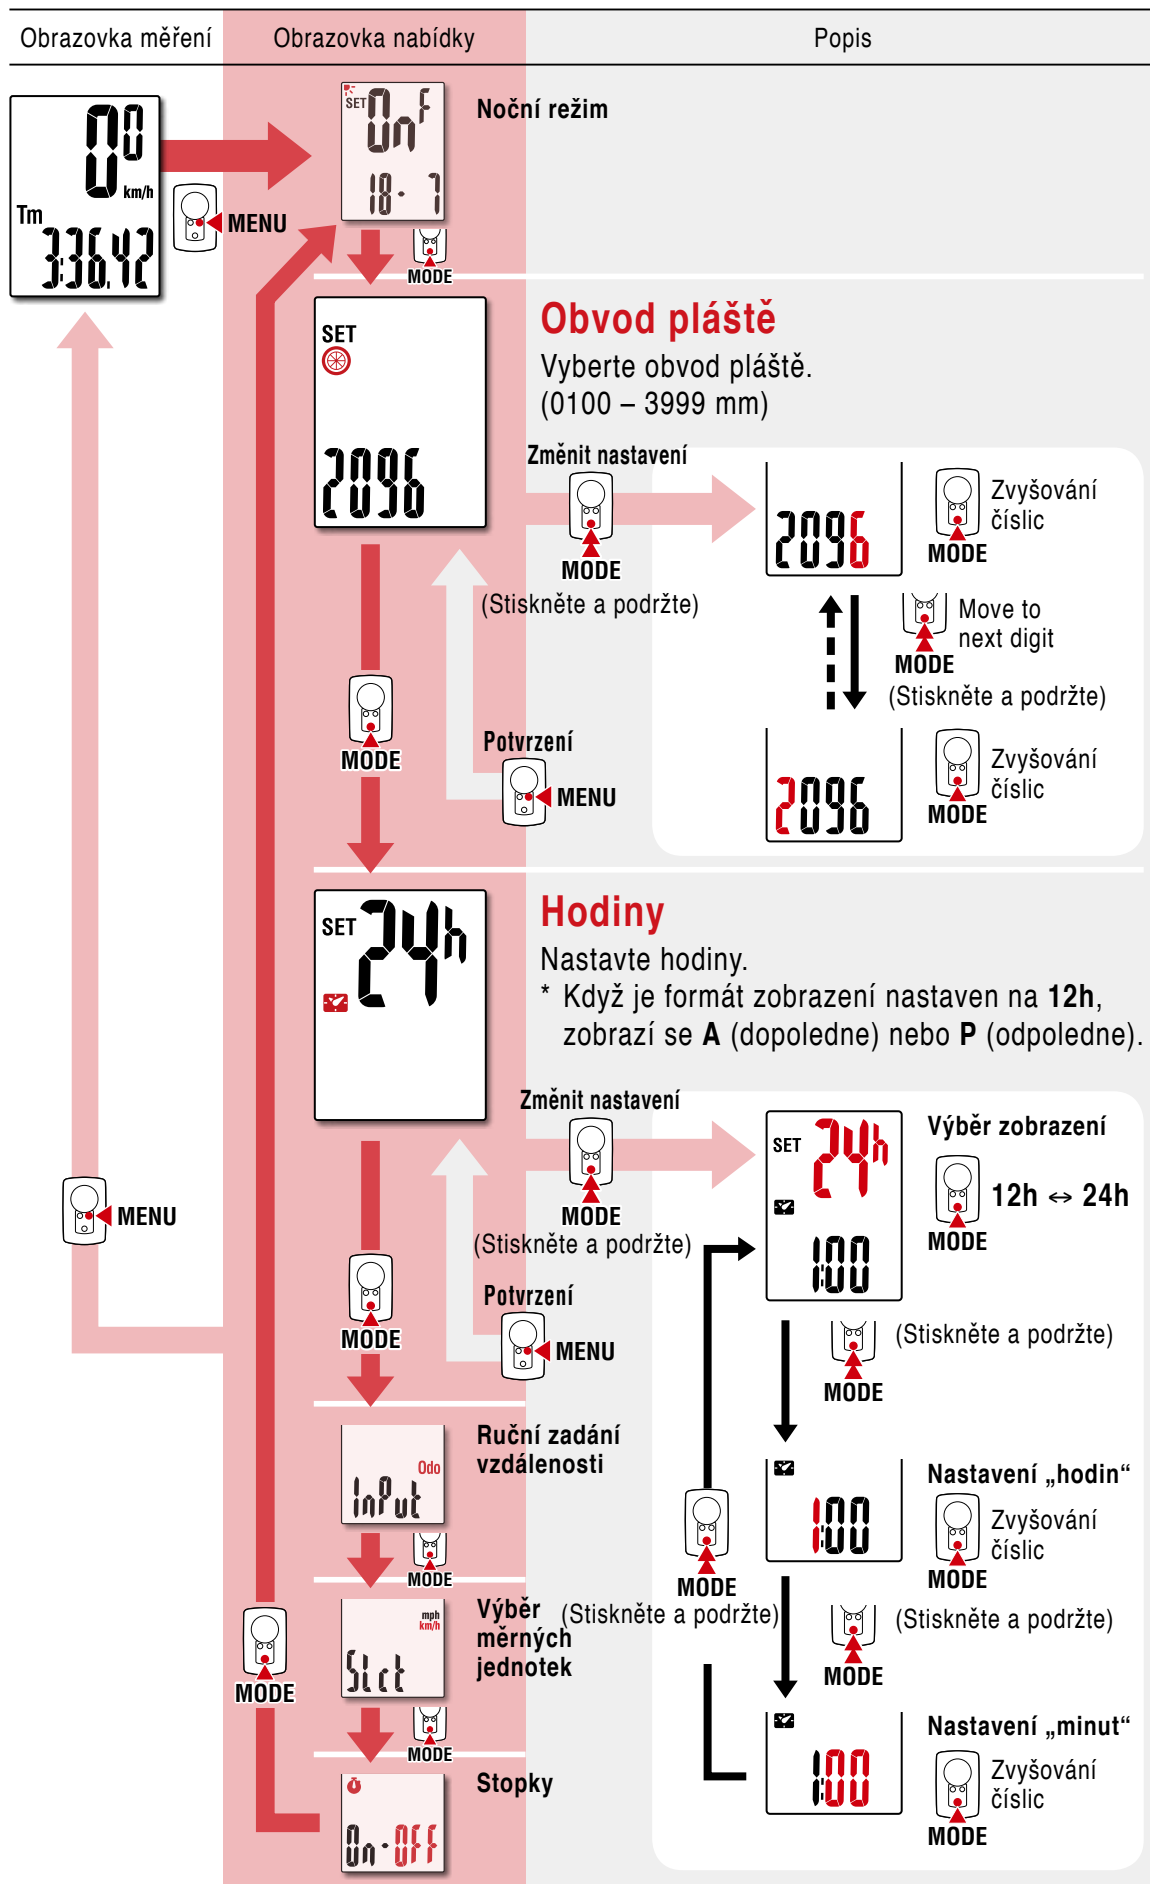 Obrazovka měření
Obrazovka nabídky
Popis
00
km/h
Tm
3:36.42
MENU
SET
On F
18 - 7
Noční režim
MODE
SET
2096
Obvod pláště
Vyberte obvod pláště.
(0100 – 3999 mm)
Změnit nastavení
MODE
(Stiskněte a podržte)
2096
Zvyšování
číslic
MODE
Move to
next digit
MODE
(Stiskněte a podržte)
2096
Zvyšování
číslic
MODE
MODE
Potvrzení
MENU
SET
24h
Hodiny
Nastavte hodiny.
* Když je formát zobrazení nastaven na 12h,
zobrazí se A (dopoledne) nebo P (odpoledne).
Změnit nastavení
MODE
(Stiskněte a podržte)
SET
24h
1:00
Výběr zobrazení
12h ↔ 24h
MODE
MENU
MODE
Potvrzení
MENU
(Stiskněte a podržte)
MODE
Odo
InPut
Ruční zadání
vzdálenosti
MODE
1:00
Nastavení „hodin“
Zvyšování
číslic
MODE
MODE
(Stiskněte a podržte)
(Stiskněte a podržte)
MODE
mph
km/h
Slct
Výběr
měrných
jednotek
MODE
MODE
On-OFF
Stopky
1:00
Nastavení „minut“
Zvyšování
číslic
MODE